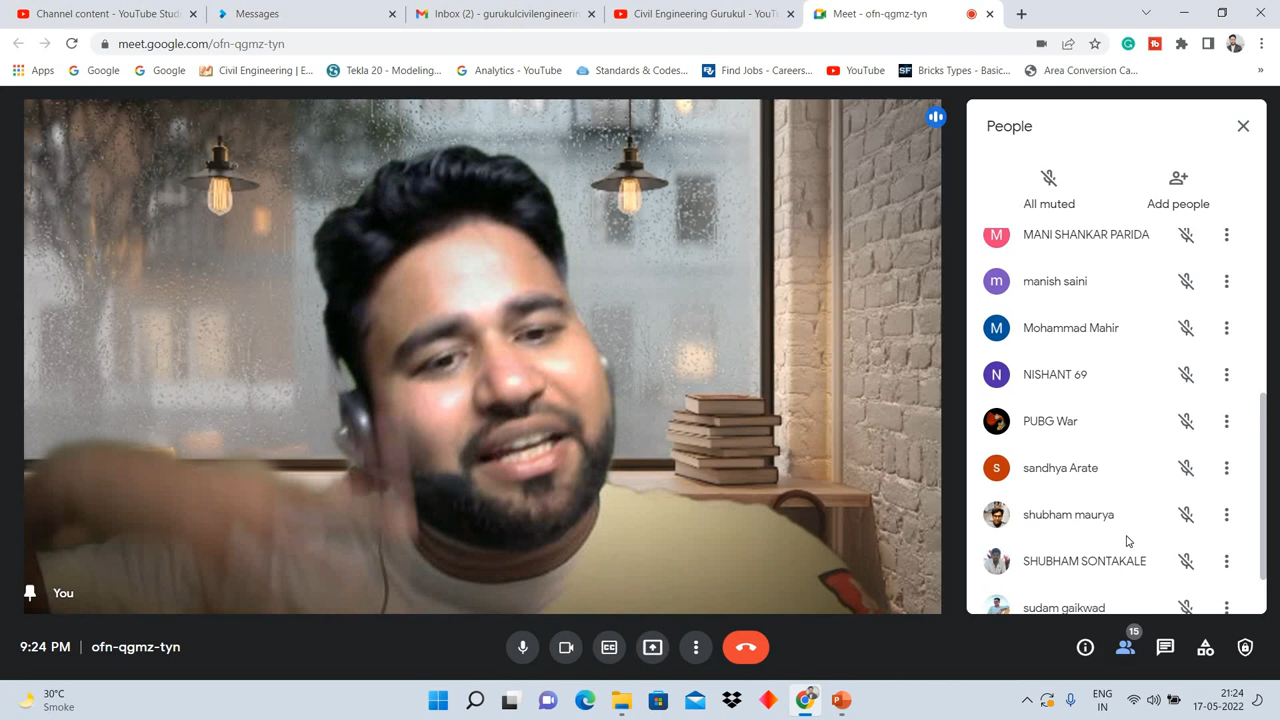 Channel content - YouTube Studi
Messages
Inbox (2) - gurukulcivilengineerin
Civil Engineering Gurukul - YouTu
Meet - ofn-qgmz-tyn
meet.google.com/ofn-qgmz-tyn
Apps
Google
Google
Civil Engineering | E...
Tekla 20 - Modeling...
Analytics - YouTube
Standards & Codes...
Find Jobs - Careers...
YouTube
Bricks Types - Basic...
Area Conversion Ca...
People
All muted
Add people
M MANI SHANKAR PARIDA
m manish saini
M Mohammad Mahir
N NISHANT 69
PUBG War
s sandhya Arate
shubham maurya
SHUBHAM SONTAKALE
sudam gaikwad
You
9:24 PM | ofn-qgmz-tyn
15
30°C
Smoke
ENG
IN
21:24
17-05-2022